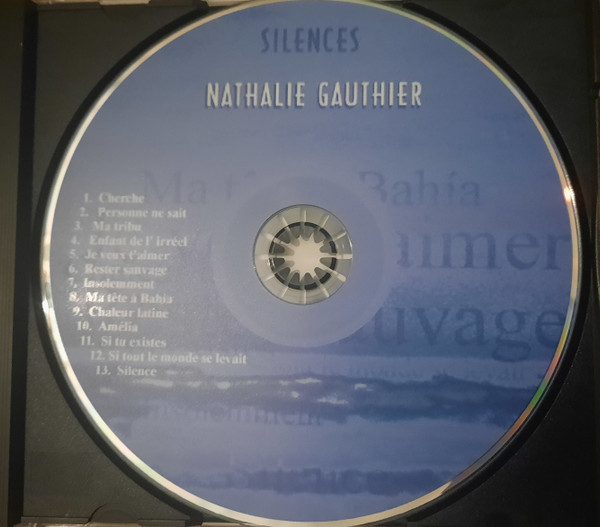 SILENCES
NATHALIE GAUTHIER
Ma t Bahía
1. Cherche
2. Personne ne sait
3. Ma tribu
4. Enfant de l'irréel
aimer
5. Je veux t'aimer
6. Rester sauvage
7. Insolemment
8. Ma tête à Bahía
9. Chaleur latine
uvage
10. Amélia
11. Si tu existes
12. Si tout le monde se levait
13. Silence